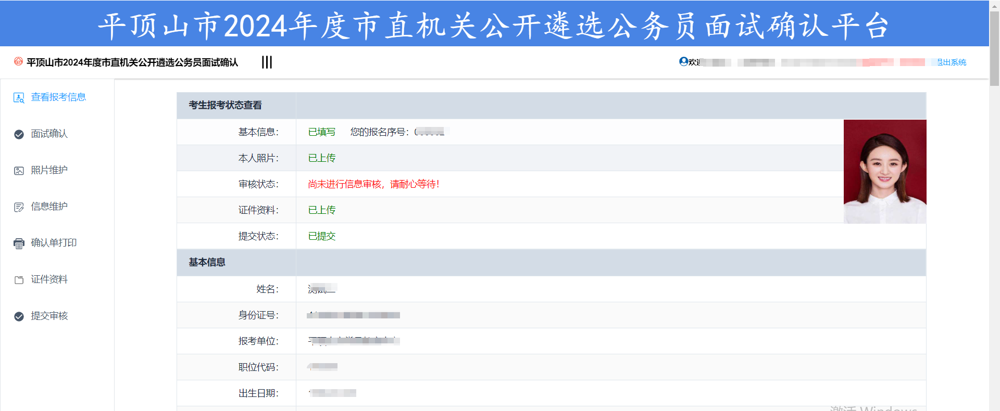 平顶山市2024年度市直机关公开遴选公务员面试确认平台
平顶山市2024年度市直机关公开遴选公务员面试确认
欢迎
退出系统
查看报考信息
面试确认
照片维护
信息维护
确认单打印
证件资料
提交审核
考生报考状态查看
基本信息： 已填写 您的报名序号：
本人照片： 已上传
审核状态： 尚未进行信息审核，请耐心等待！
证件资料： 已上传
提交状态： 已提交
基本信息
姓名：
身份证号：
报考单位：
职位代码：
出生日期：
激活 Windows